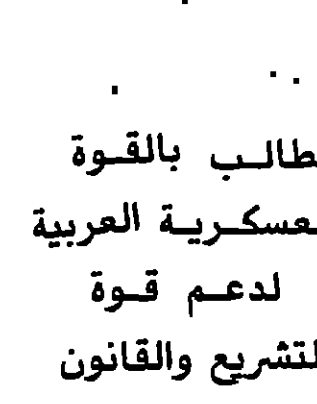 طالب بالقوة
عسكرية العربية
لدعم قوة
لتشريع والقانون